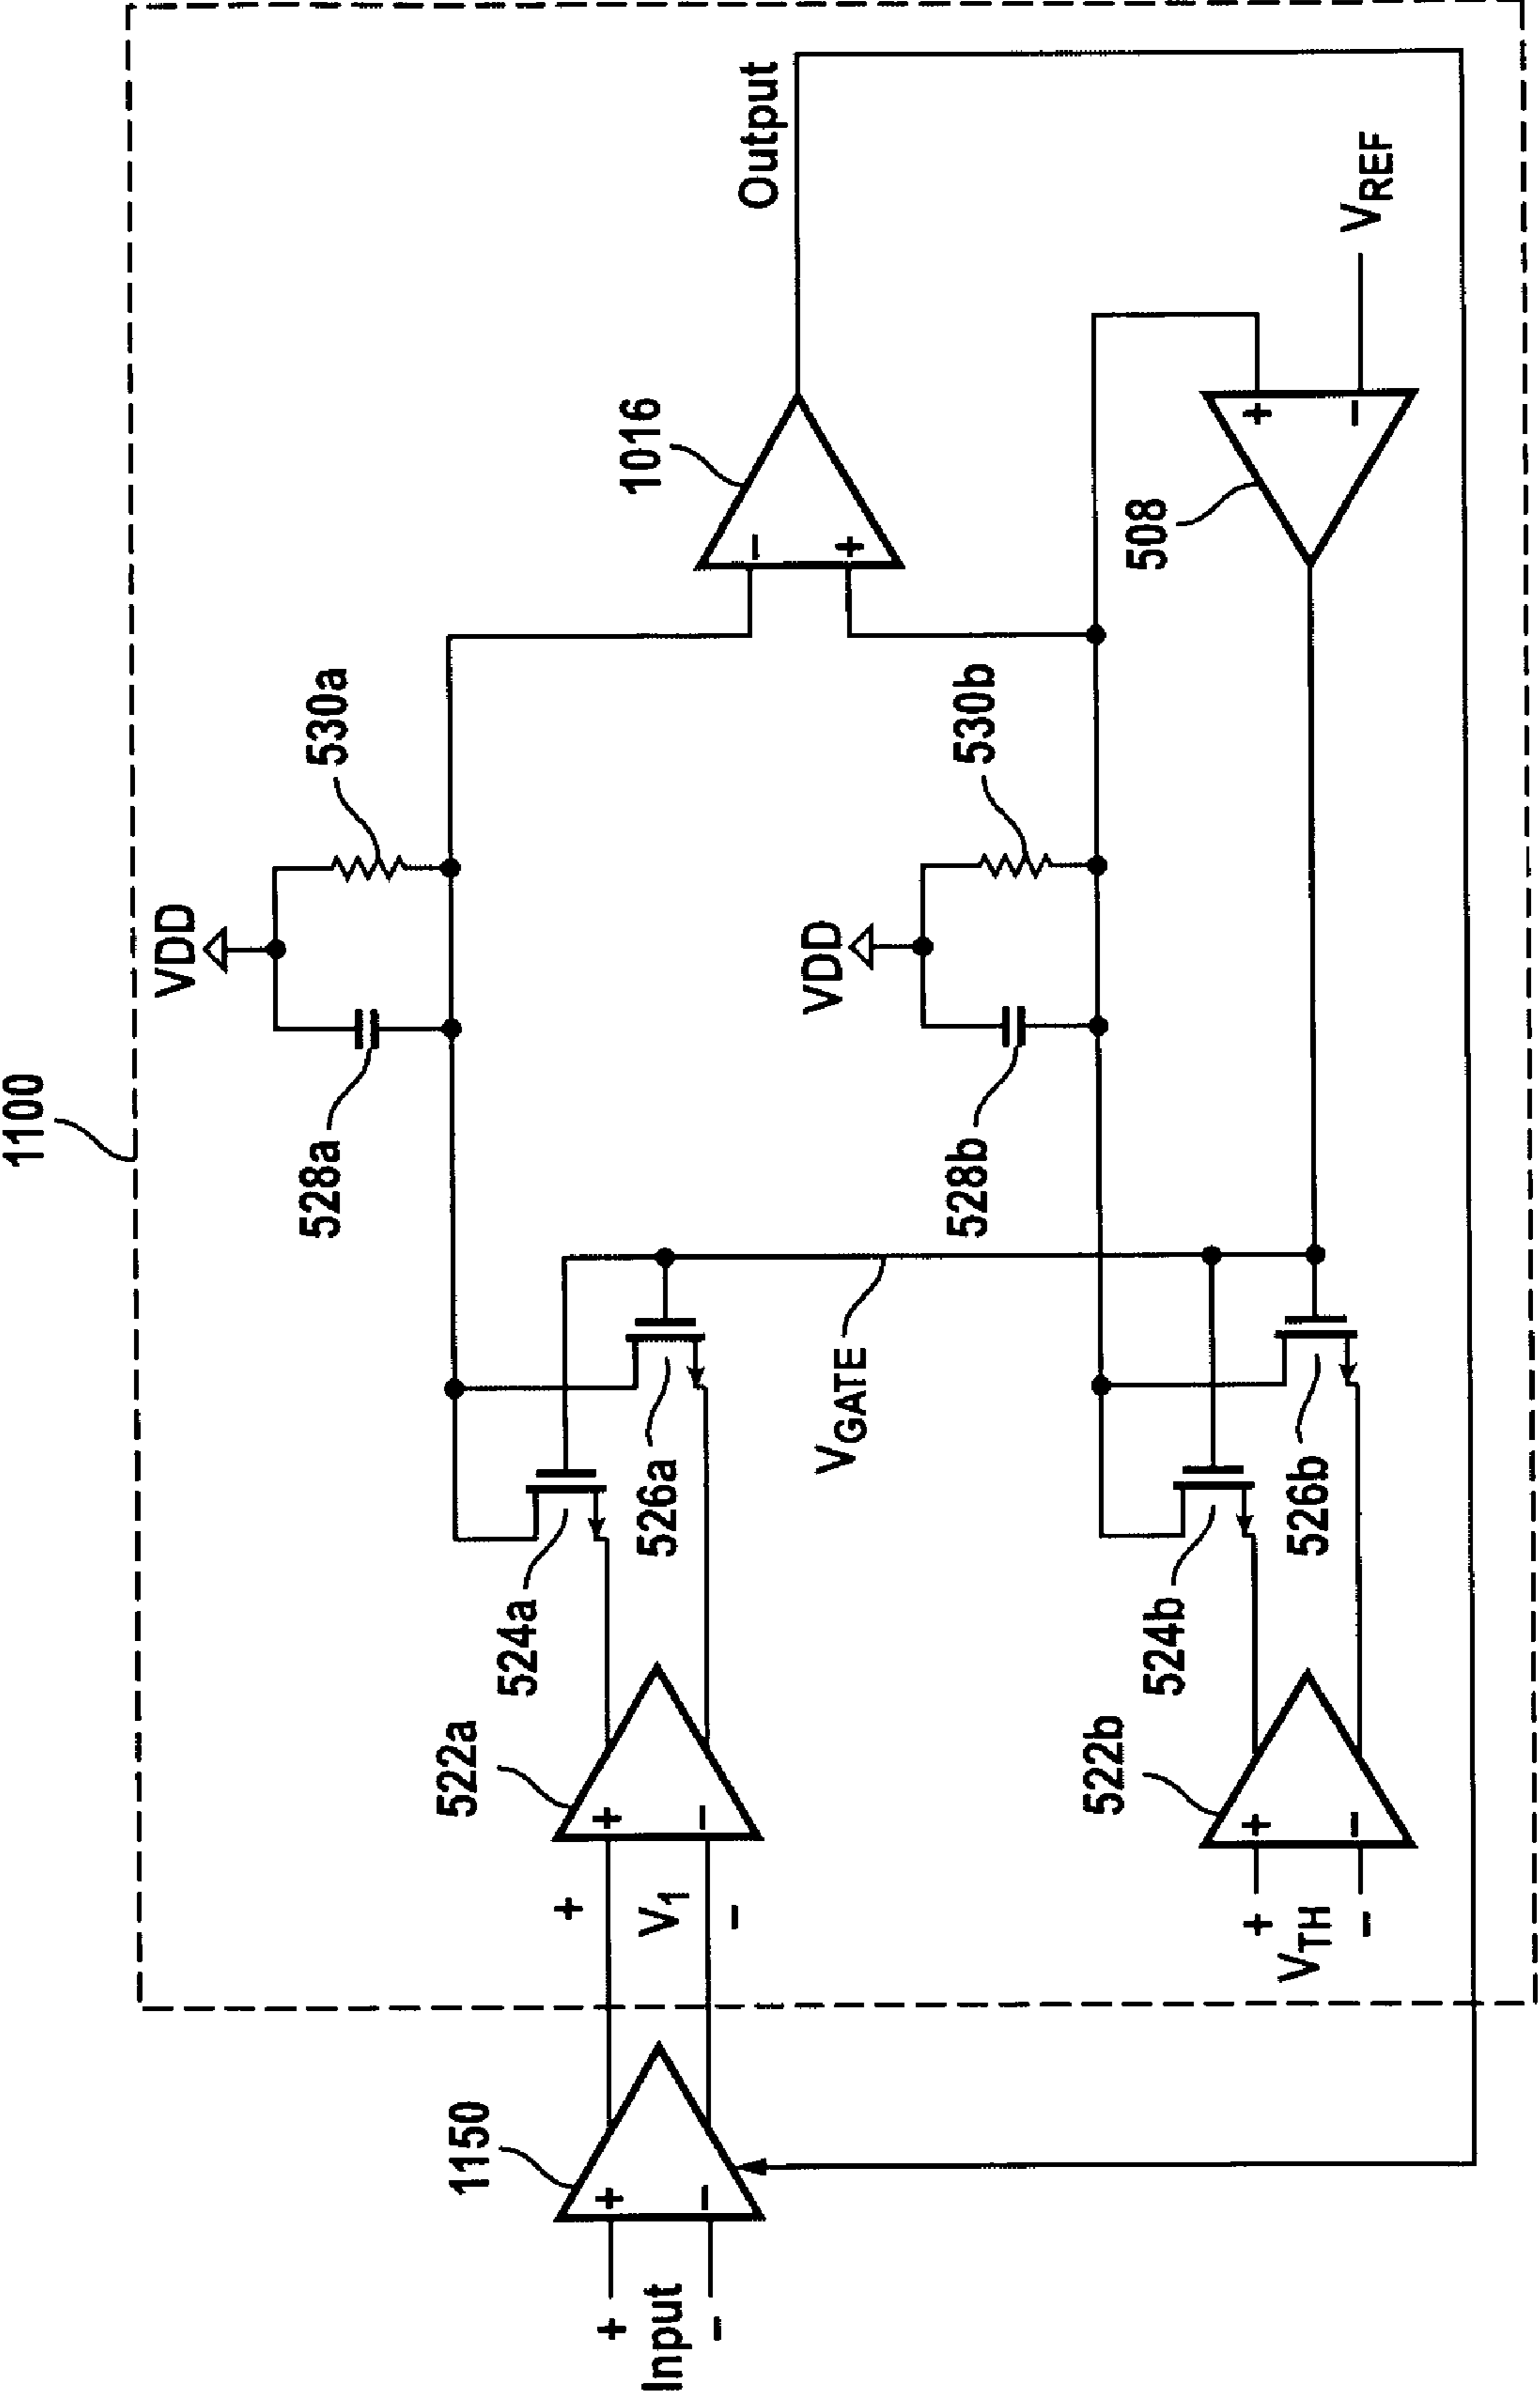 1100
VDD
528a
530a
1016
Output
1150
+
Input
−
+
−
+
V1
−
522a
+
−
524a
526a
VGATE
−
+
VDD
528b
530b
+
VTH
−
522b
+
−
524b
526b
508
+
−
VREF